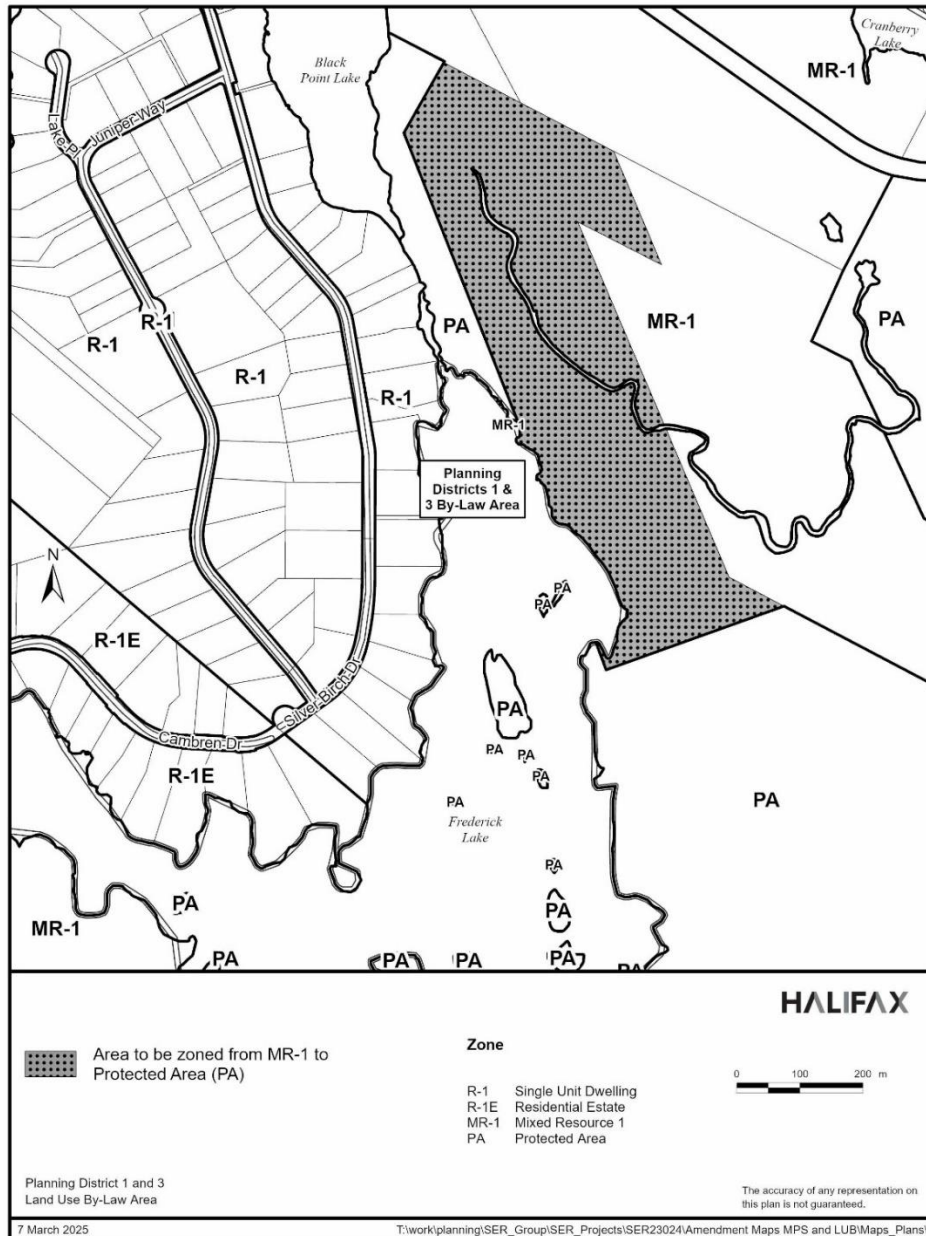 Cranberry
Lake
MR-1
Black
Point Lake
Juniper Way
PA
MR-1
PA
R-1
R-1
R-1
R-1
MR-1
Planning
Districts 1 &
3 By-Law Area
N
PA
PA
R-1E
PA
Silver Birch Dr
Cambren Dr
PA
PA
PA
R-1E
PA
PA
Frederick
Lake
PA
PA
PA
MR-1
PA
PA
PA
PA
PA
HALIFAX
Area to be zoned from MR-1 to
Protected Area (PA)
Zone
R-1 Single Unit Dwelling
R-1E Residential Estate
MR-1 Mixed Resource 1
PA Protected Area
0 100 200 m
Planning District 1 and 3
Land Use By-Law Area
The accuracy of any representation on
this plan is not guaranteed.
7 March 2025
T:\work\planning\SER_Group\SER_Projects\SER23024\Amendment Maps MPS and LUB\Maps_Plans\